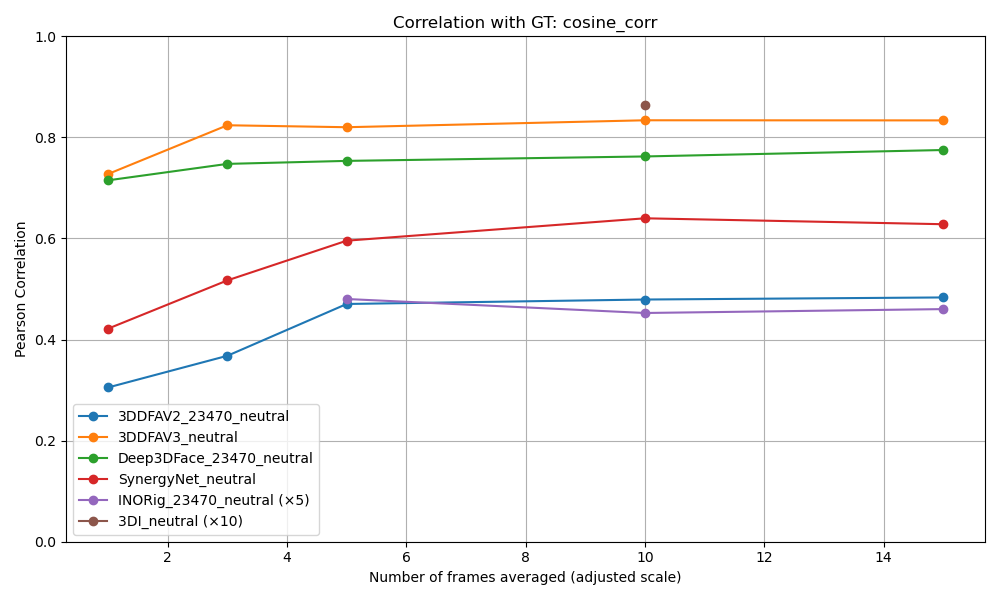 Correlation with GT: cosine_corr
1.0
0.8
0.6
0.4
0.2
0.0
Pearson Correlation
3DDFAV2_23470_neutral
3DDFAV3_neutral
Deep3DFace_23470_neutral
SynergyNet_neutral
INORig_23470_neutral (×5)
3DI_neutral (×10)
2 4 6 8 10 12 14
Number of frames averaged (adjusted scale)